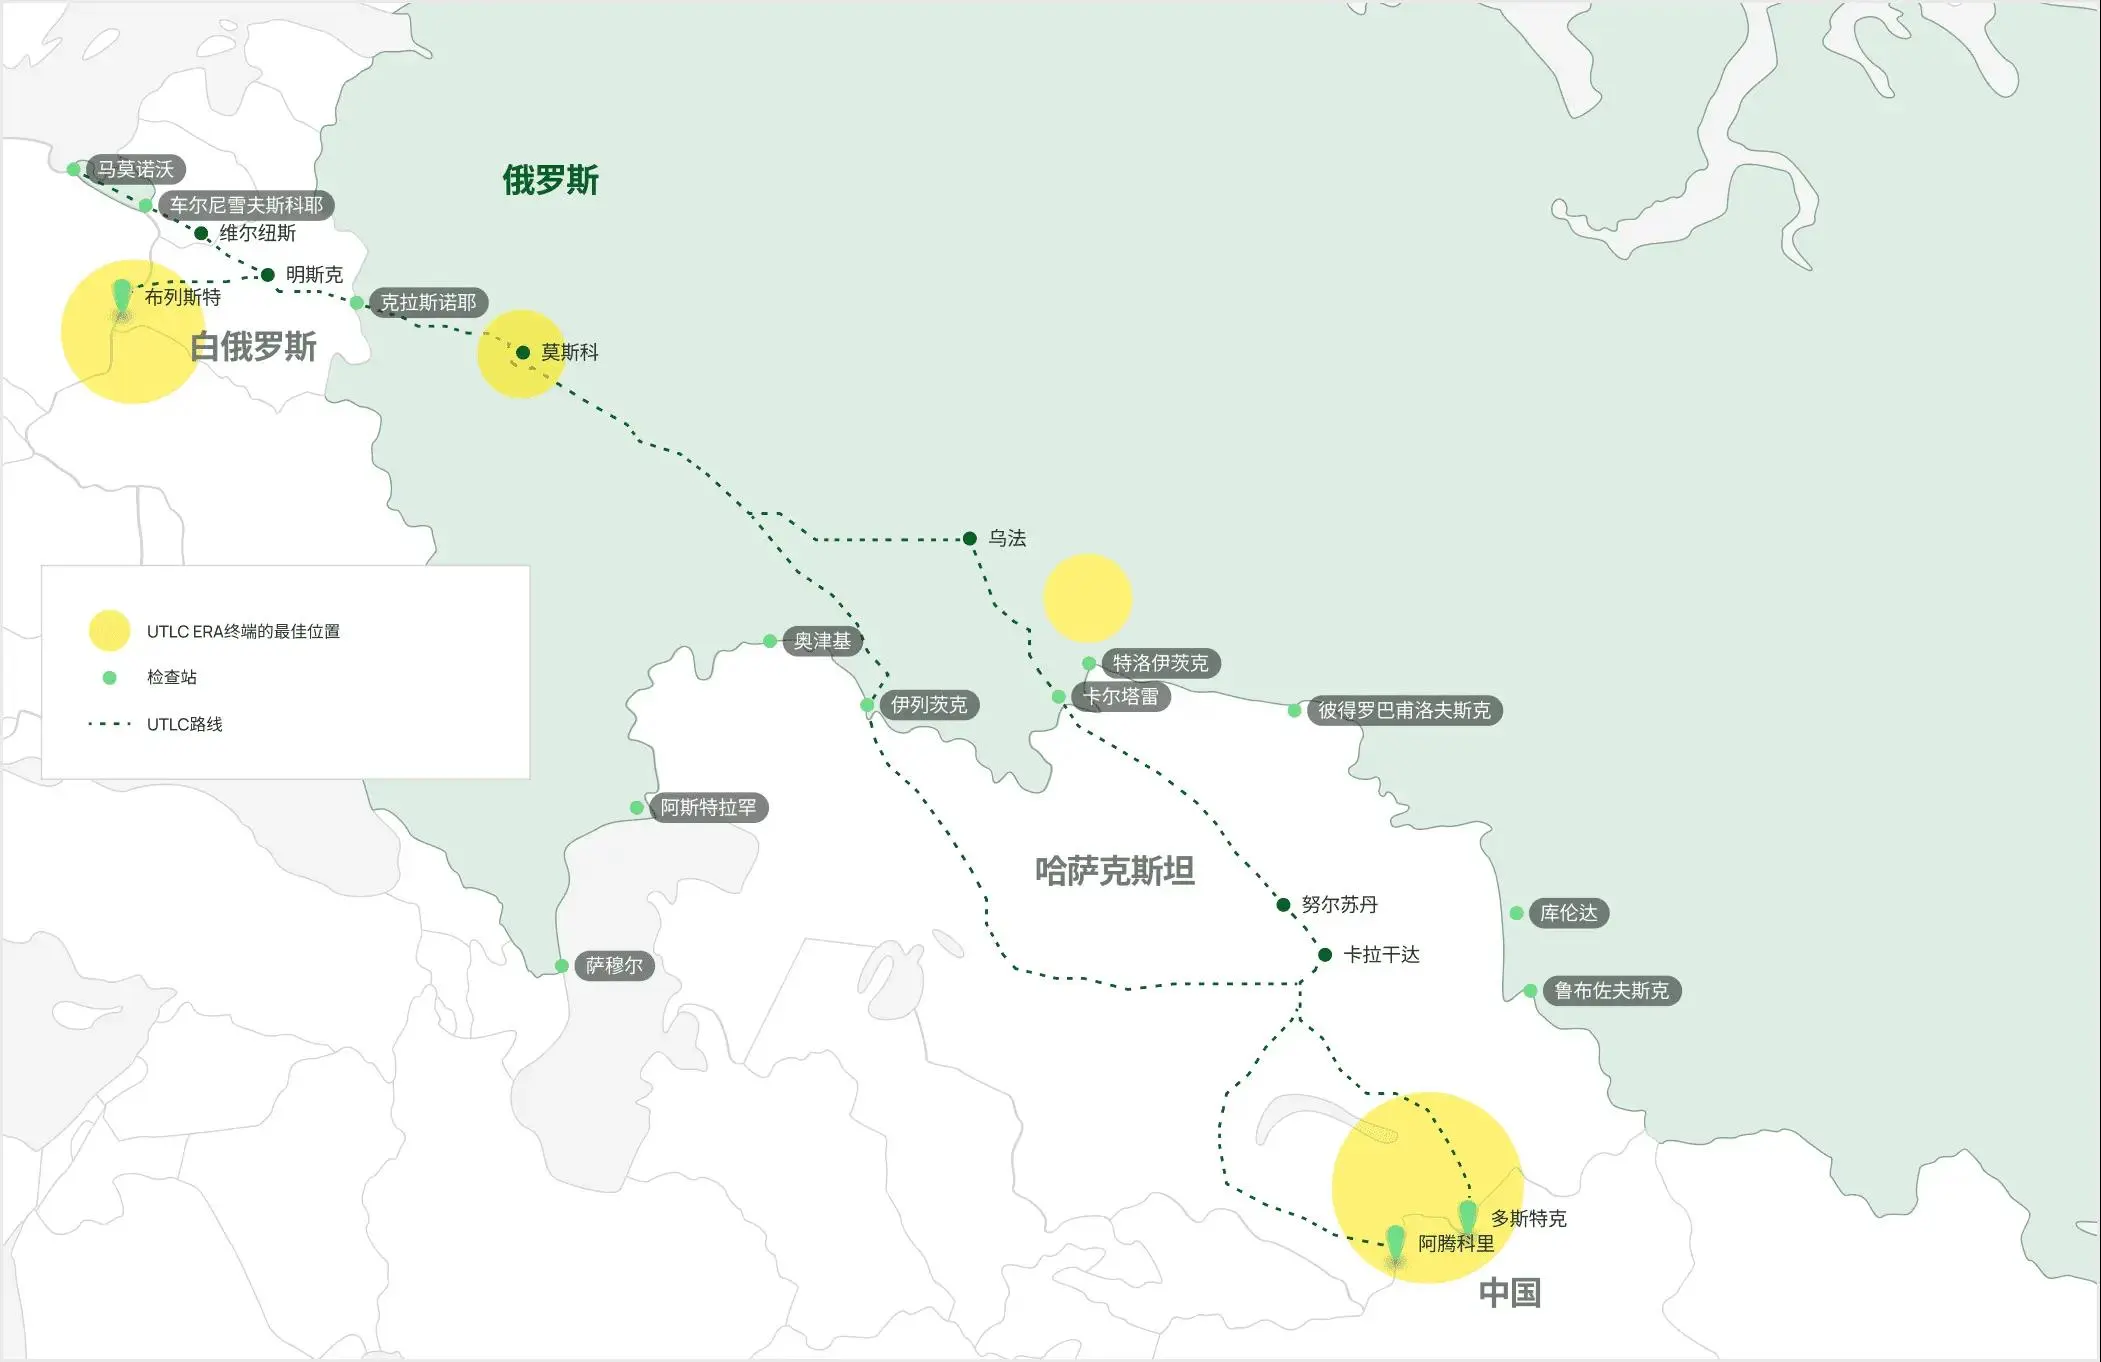 马莫诺沃
俄罗斯
车尔尼雪夫斯科耶
维尔纽斯
明斯克
布列斯特
克拉斯诺耶
白俄罗斯
莫斯科
乌法
UTLC ERA终端的最佳位置
检查站
UTLC路线
奥津基
特洛伊茨克
卡尔塔雷
伊列茨克
彼得罗巴甫洛夫斯克
阿斯特拉罕
哈萨克斯坦
努尔苏丹
库伦达
卡拉干达
萨穆尔
鲁布佐夫斯克
多斯特克
阿腾科里
中国